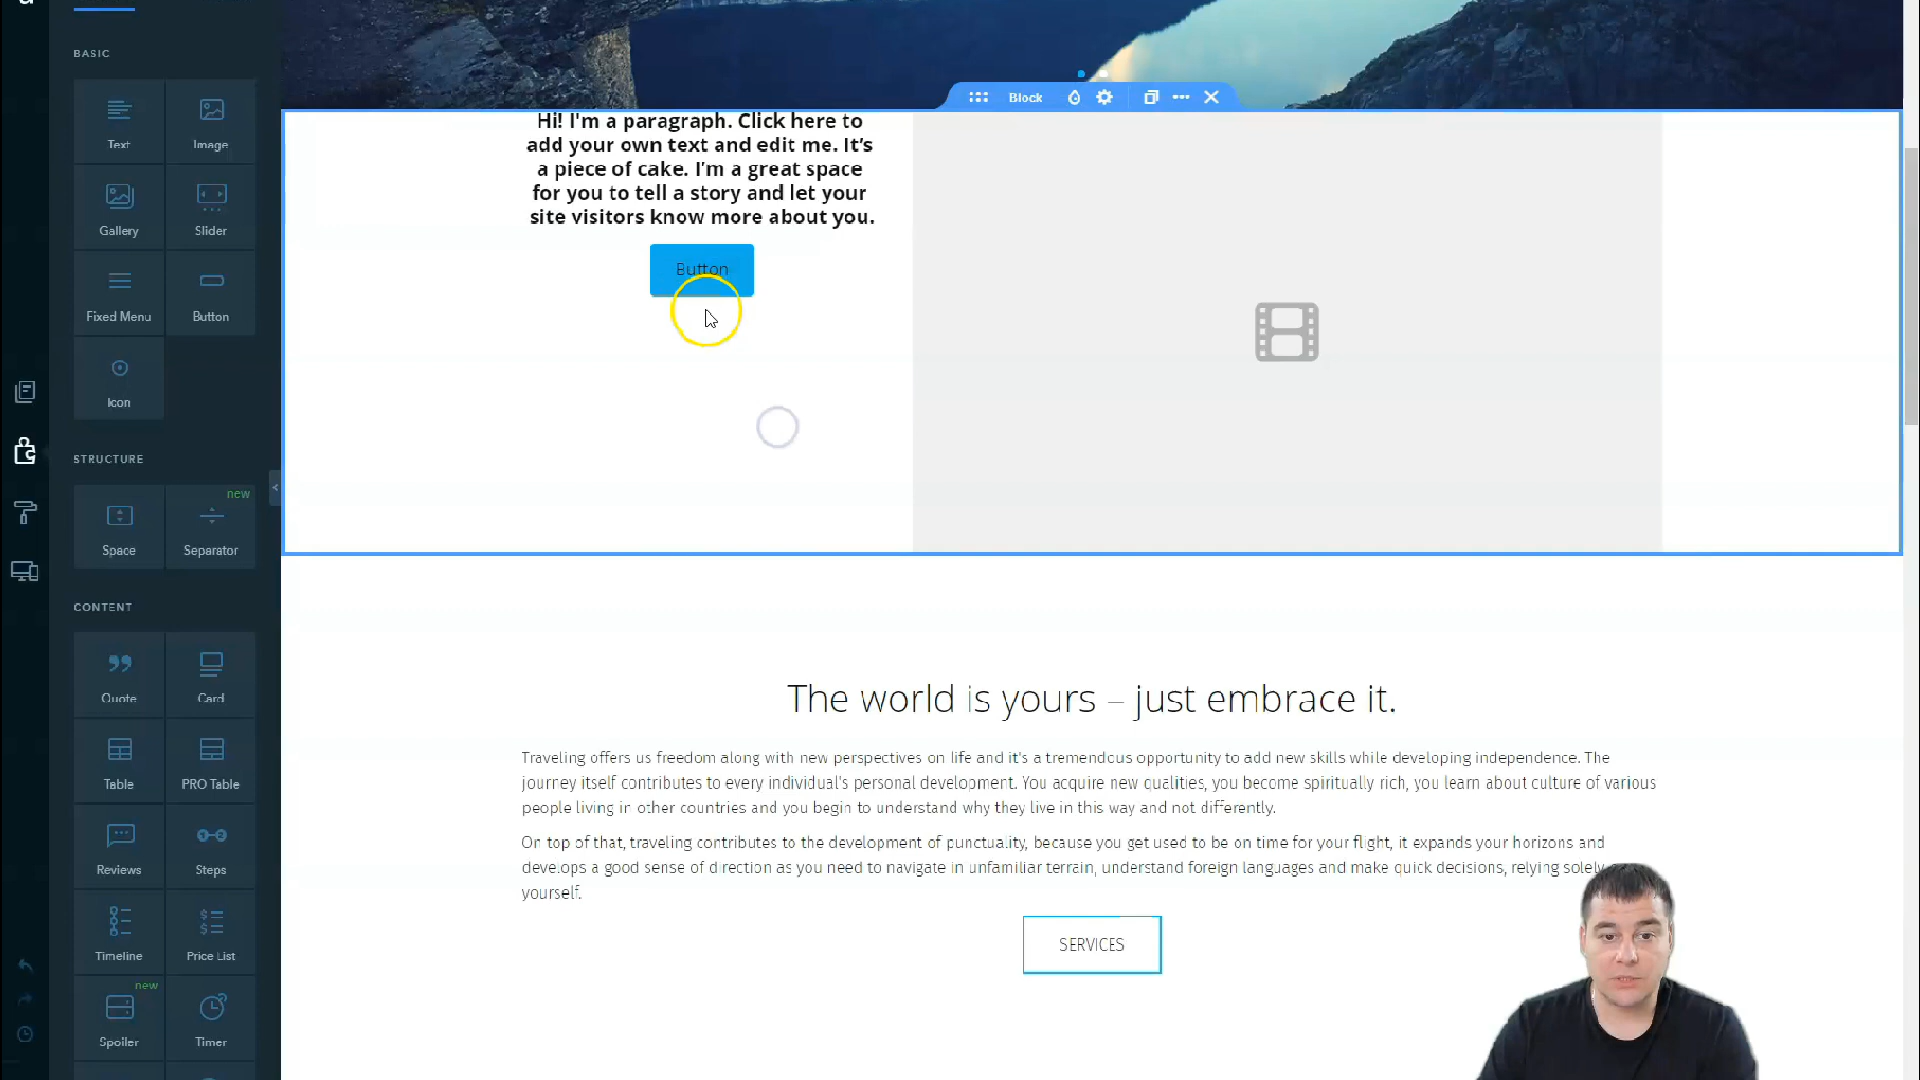 BASIC
Text
Image
Gallery
Slider
Fixed Menu
Button
Icon
STRUCTURE
new
Space
Separator
CONTENT
Quote
Card
Table
PRO Table
Reviews
Steps
Timeline
Price List
new
Spoiler
Timer
Block
Hi! I'm a paragraph. Click here to
add your own text and edit me. It's
a piece of cake. I'm a great space
for you to tell a story and let your
site visitors know more about you.
Button
The world is yours – just embrace it.
Traveling offers us freedom along with new perspectives on life and it's a tremendous opportunity to add new skills while developing independence. The
journey itself contributes to every individual's personal development. You acquire new qualities, you become spiritually rich, you learn about culture of various
people living in other countries and you begin to understand why they live in this way and not differently.
On top of that, traveling contributes to the development of punctuality, because you get used to be on time for your flight, it expands your horizons and
develops a good sense of direction as you need to navigate in unfamiliar terrain, understand foreign languages and make quick decisions, relying solely
yourself.
SERVICES